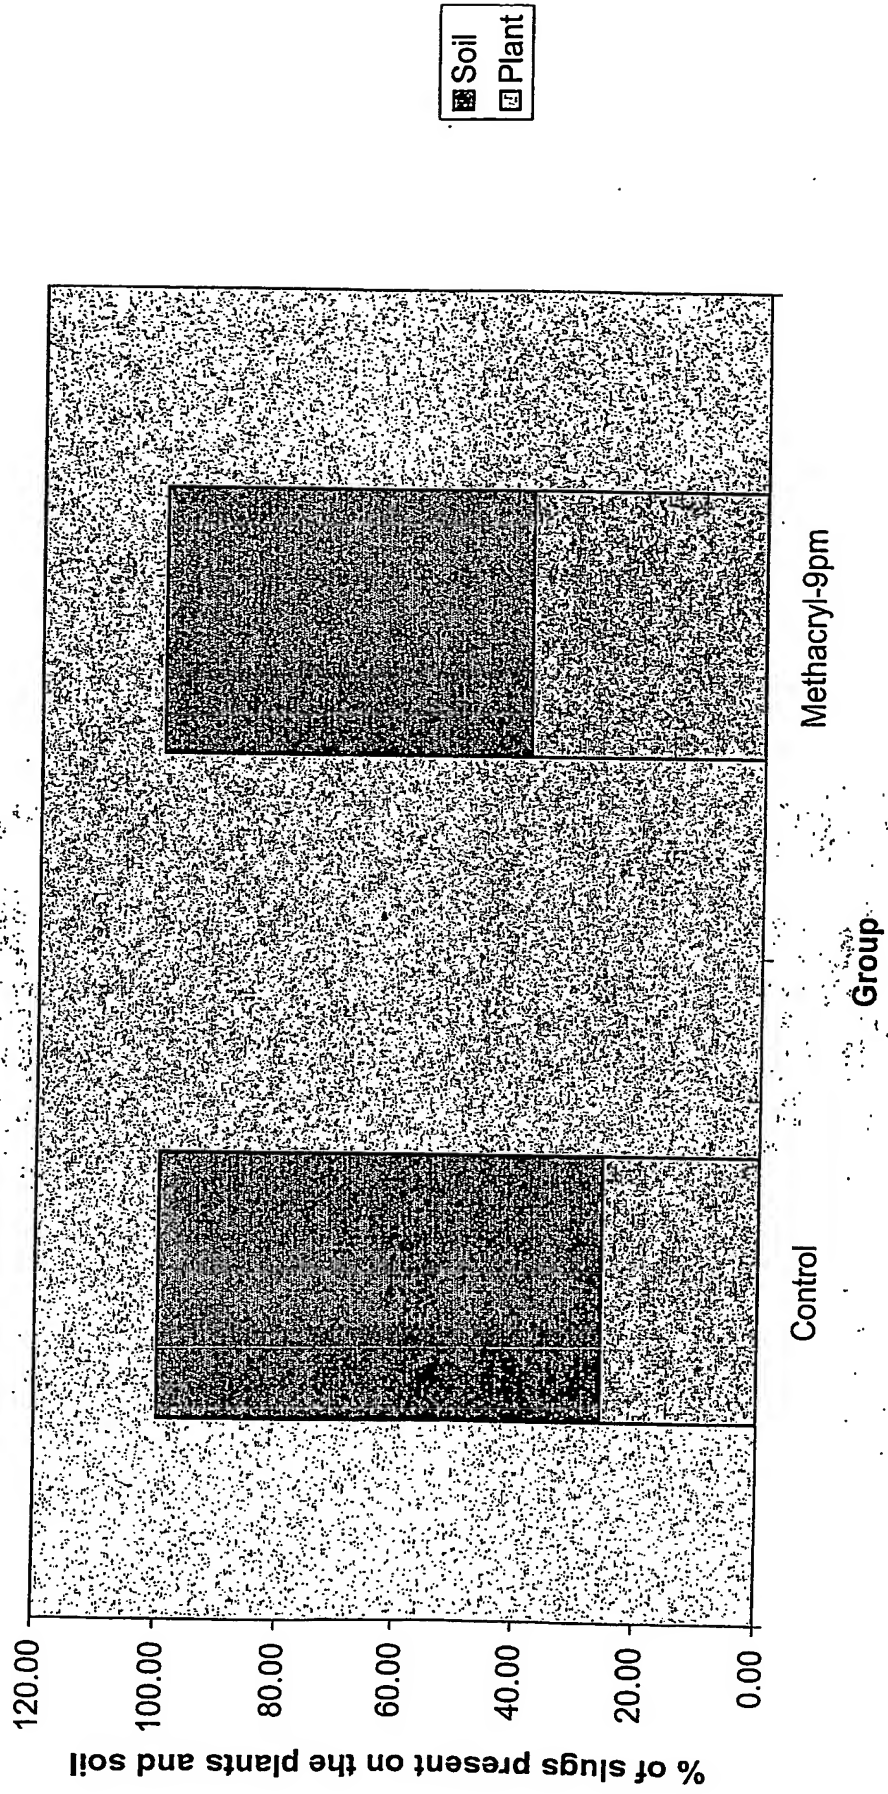 % of slugs present on the plants and soil
120.00
100.00
80.00
60.00
40.00
20.00
0.00
Control
Methacryl-9pm
Group
Soil
Plant